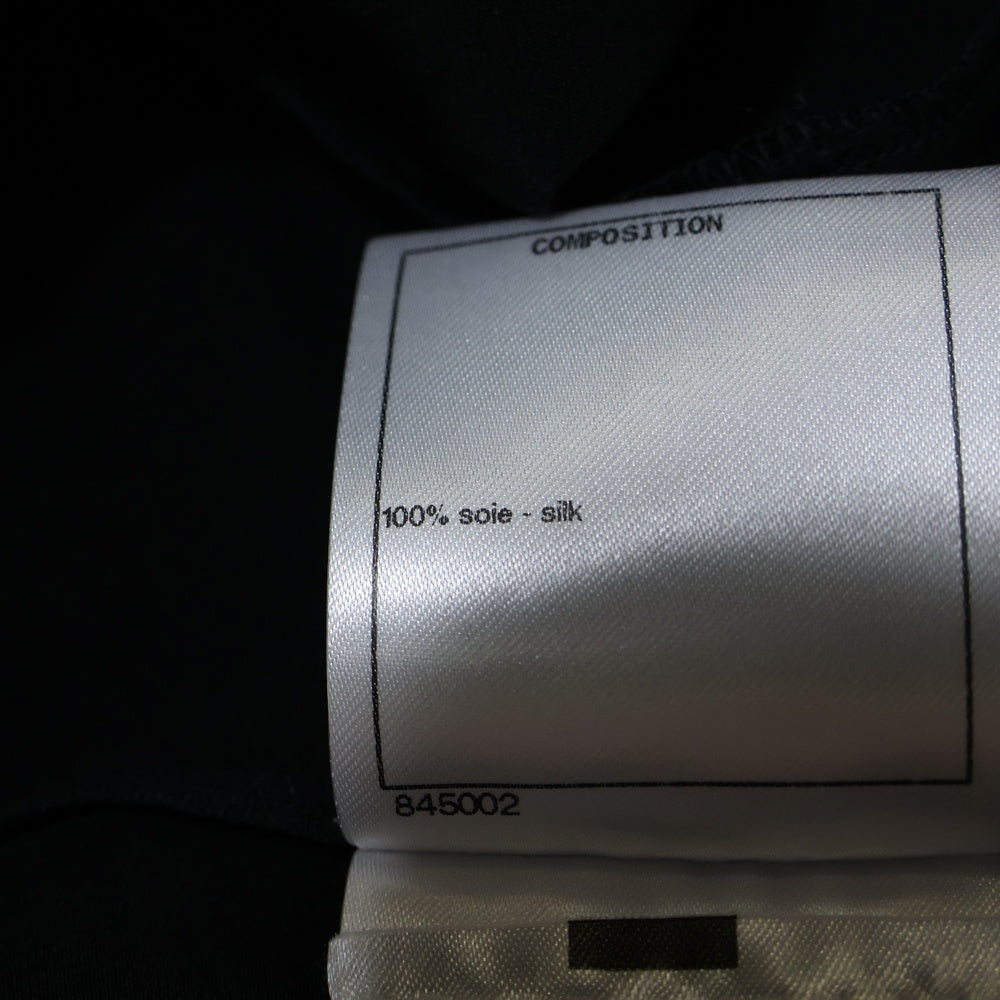 COMPOSITION
100% soie - silk
845002